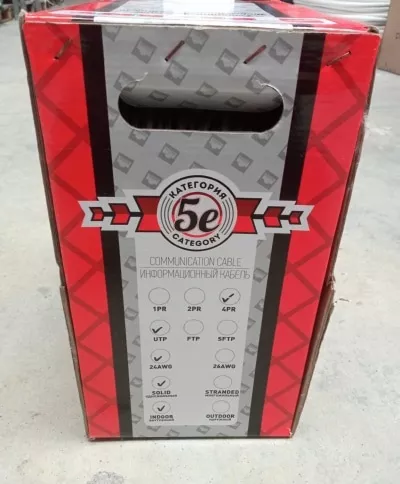 КАТЕГОРИЯ
5e
CATEGORY
COMMUNICATION CABLE
ИНФОРМАЦИОННЫЙ КАБЕЛЬ
1PR 2PR 4PR
UTP FTP SFTP
24AWG 26AWG
SOLID STRANDED
INDOOR OUTDOOR